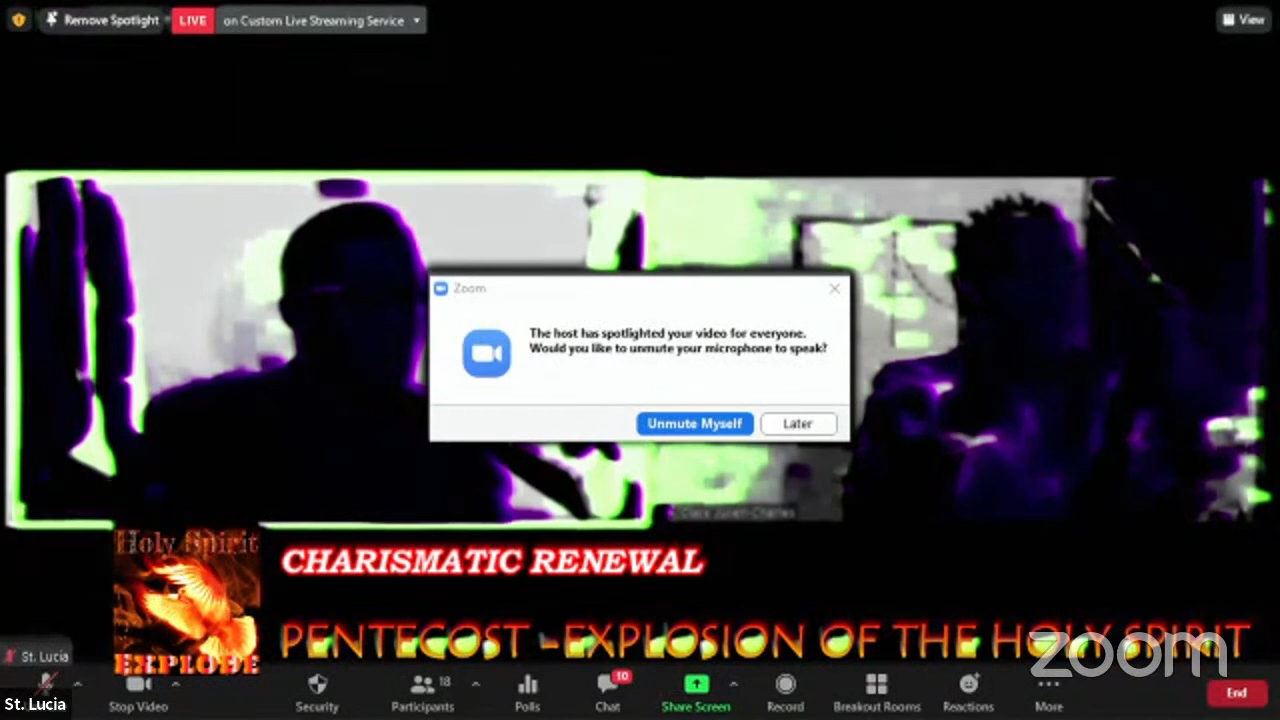 Remove Spotlight
LIVE on Custom Live Streaming Service
View
Zoom
The host has spotlighted your video for everyone.
Would you like to unmute your microphone to speak?
Unmute Myself
Later
Holy Spirit
EXPLODE
CHARISMATIC RENEWAL
PENTECOST -EXPLOSION OF THE HOLY SPIRIT
zoom
St. Lucia
St. Lucia
Stop Video
Security
18
Participants
Polls
10
Chat
Share Screen
Record
Breakout Rooms
Reactions
More
End